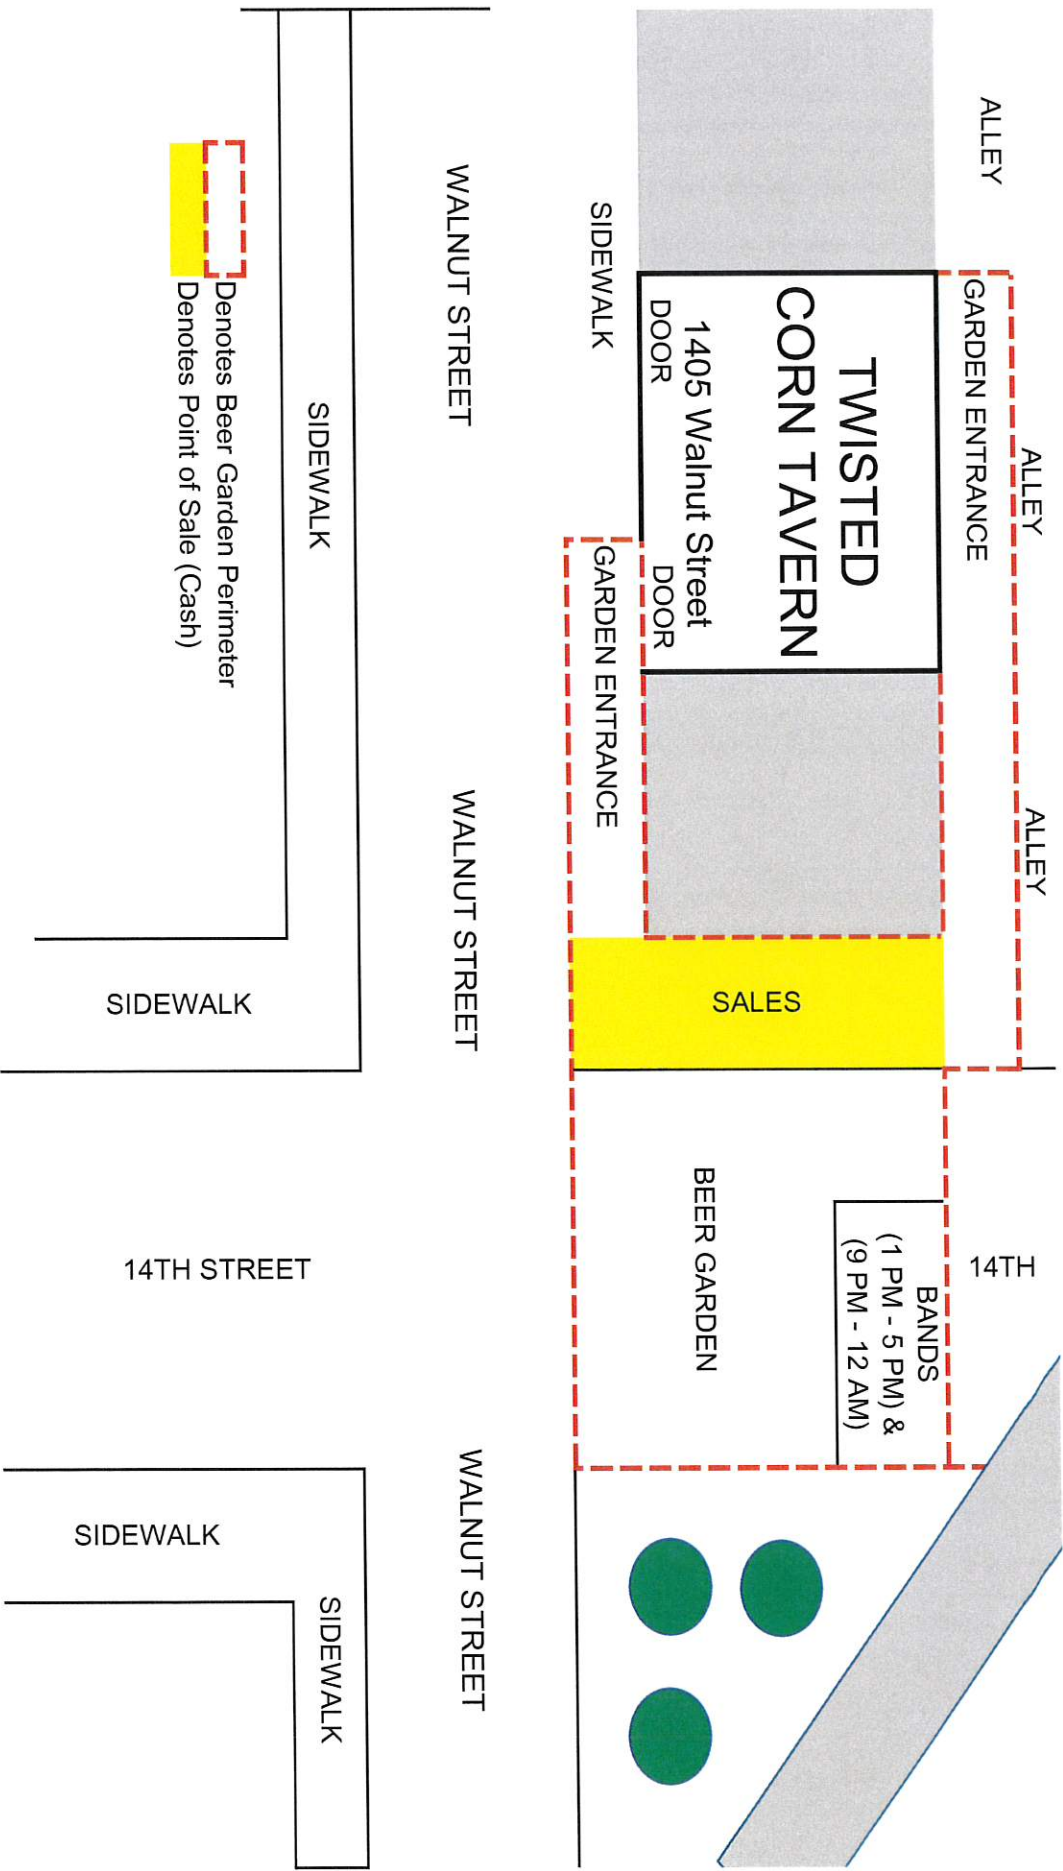 ALLEY
ALLEY
ALLEY
GARDEN ENTRANCE
TWISTED
CORN TAVERN
1405 Walnut Street
DOOR
DOOR
SIDEWALK
GARDEN ENTRANCE
SALES
14TH
BANDS
(1 PM - 5 PM) &
(9 PM - 12 AM)
BEER GARDEN
WALNUT STREET
WALNUT STREET
WALNUT STREET
SIDEWALK
SIDEWALK
14TH STREET
SIDEWALK
SIDEWALK
Denotes Beer Garden Perimeter
Denotes Point of Sale (Cash)